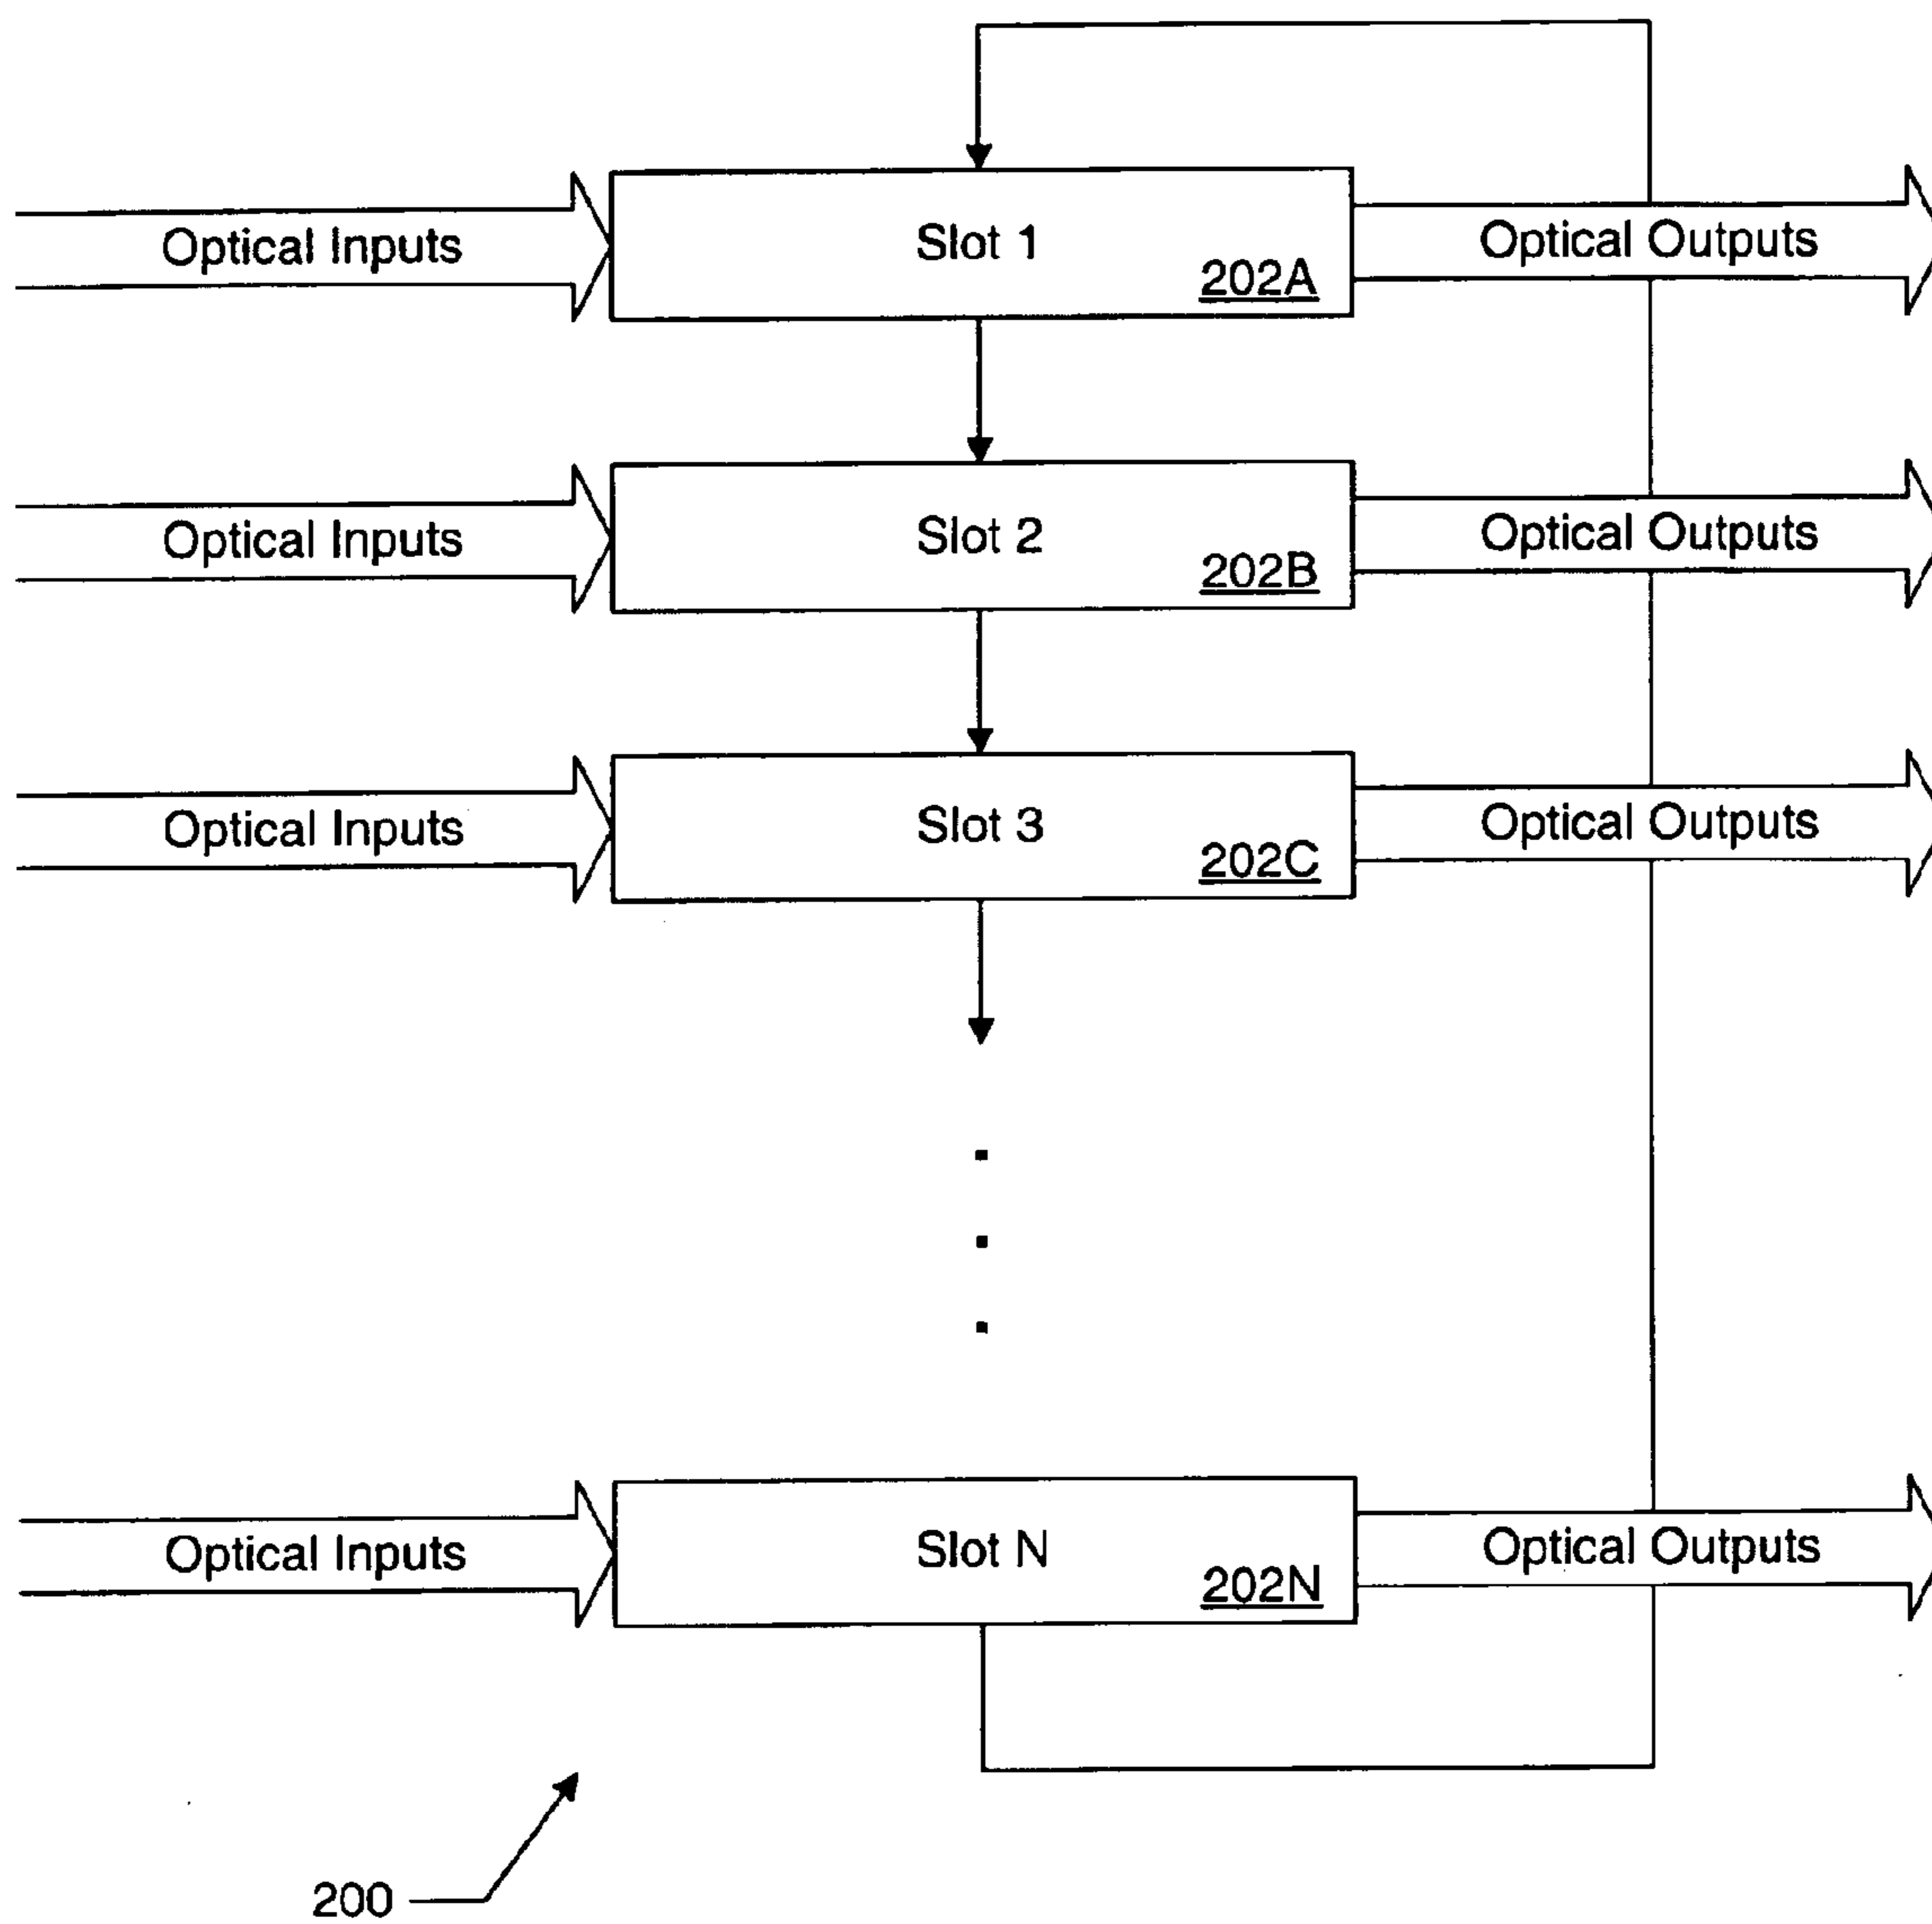 Optical Inputs
Slot 1
202A
Optical Outputs
Optical Inputs
Slot 2
202B
Optical Outputs
Optical Inputs
Slot 3
202C
Optical Outputs
Optical Inputs
Slot N
202N
Optical Outputs
200